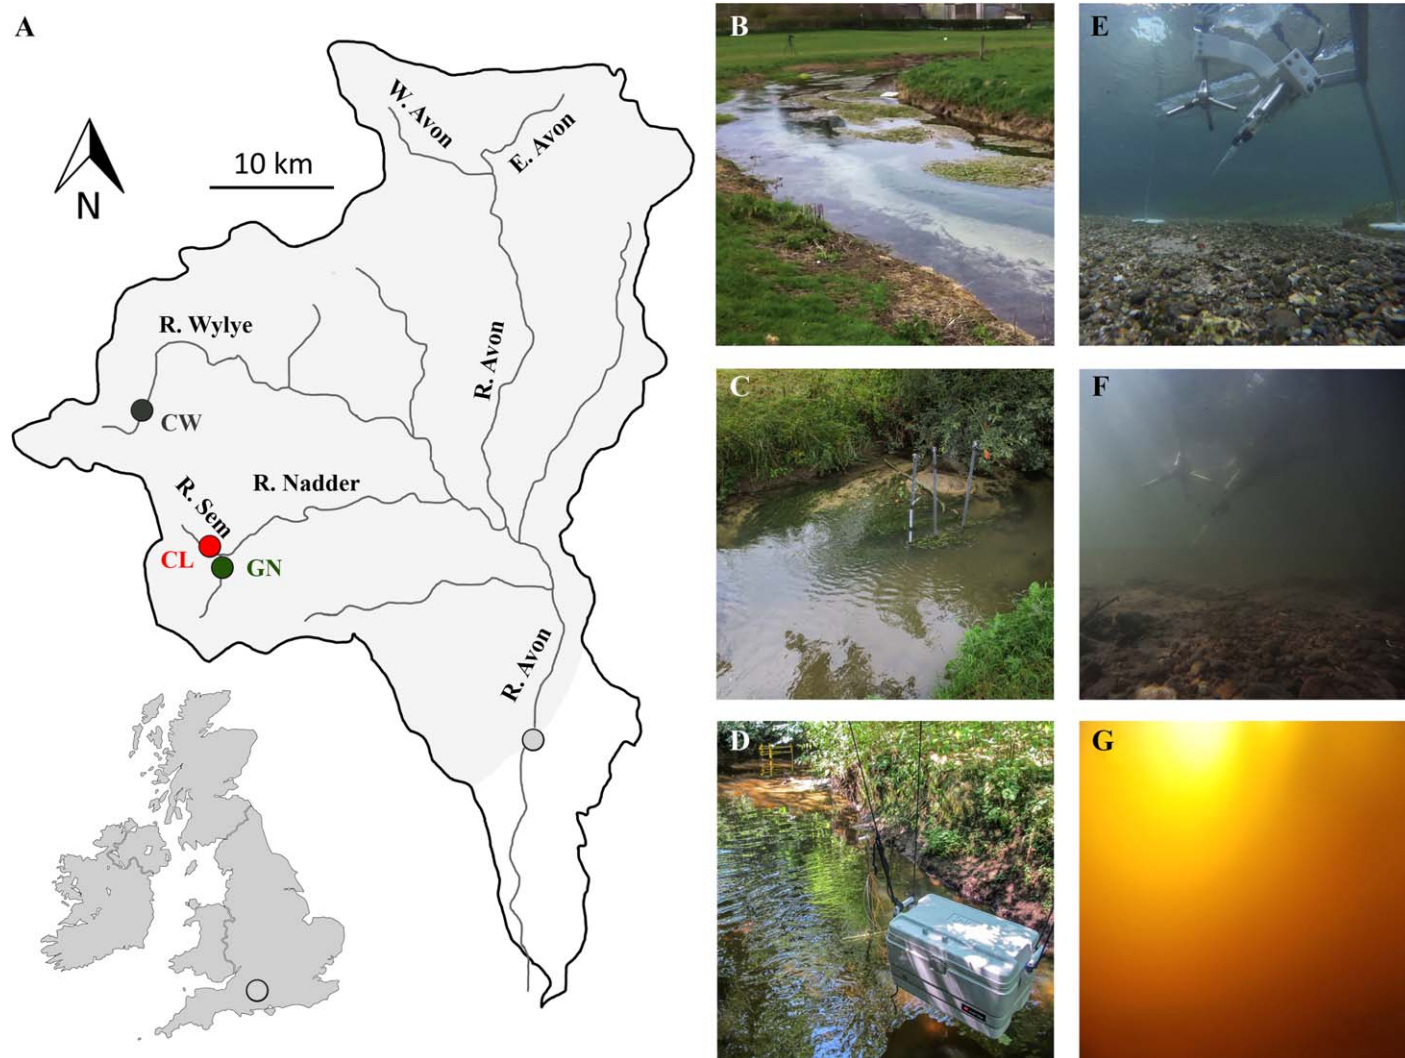 A
W. Avon
E. Avon
10 km
N
R. Wylye
R. Avon
CW
R. Sem
R. Nadder
CL
GN
R. Avon
B
C
D
E
F
G